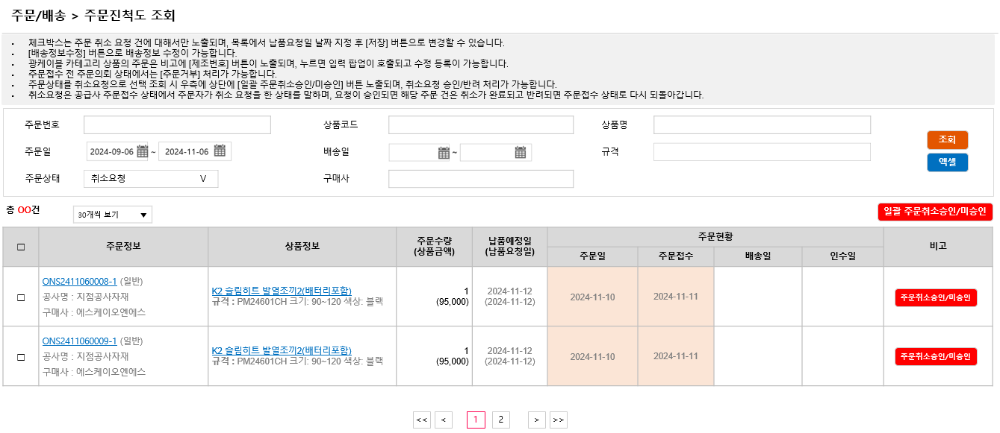 주문/배송 > 주문진척도 조회
• 체크박스는 주문 취소 요청 건에 대해서만 노출되며, 목록에서 납품요청일 날짜 지정 후 [저장] 버튼으로 변경할 수 있습니다.
• [배송정보수정] 버튼으로 배송정보 수정이 가능합니다.
• 광케이블 카테고리 상품의 주문은 비고에 [제조번호] 버튼이 노출되며, 누르면 입력 팝업이 호출되고 수정 등록이 가능합니다.
• 주문접수 전 주문의뢰 상태에서는 [주문거부] 처리가 가능합니다.
• 주문상태를 취소요청으로 선택 조회 시 우측에 상단에 [일괄 주문취소승인/미승인] 버튼 노출되며, 취소요청 승인/반려 처리가 가능합니다.
• 취소요청은 공급사 주문접수 상태에서 주문자가 취소 요청을 한 상태를 말하며, 요청이 승인되면 해당 주문 건은 취소가 완료되고 반려되면 주문접수 상태로 다시 되돌아갑니다.
주문번호 상품코드 상품명
조회
주문일 2024-09-06 ~ 2024-11-06 배송일 ~ 규격
엑셀
주문상태 취소요청 V 구매사
총 OO건 30개씩 보기 ▼ 일괄 주문취소승인/미승인
주문정보 상품정보 주문수량 납품예정일 주문현황 비고
(상품금액) (납품요청일) 주문일 주문접수 배송일 인수일
ONS2411060008-1 (일반)
공사명 : 지점공사자재
구매사 : 에스케이오엔에스
K2 슬림히트 발열조끼2(배터리포함)
규격 : PM24601CH 크기: 90~120 색상: 블랙
1
(95,000)
2024-11-12
(2024-11-12)
2024-11-10
2024-11-11
주문취소승인/미승인
ONS2411060009-1 (일반)
공사명 : 지점공사자재
구매사 : 에스케이오엔에스
K2 슬림히트 발열조끼2(배터리포함)
규격 : PM24601CH 크기: 90~120 색상: 블랙
1
(95,000)
2024-11-12
(2024-11-12)
2024-11-10
2024-11-11
주문취소승인/미승인
<< < 1 2 > >>